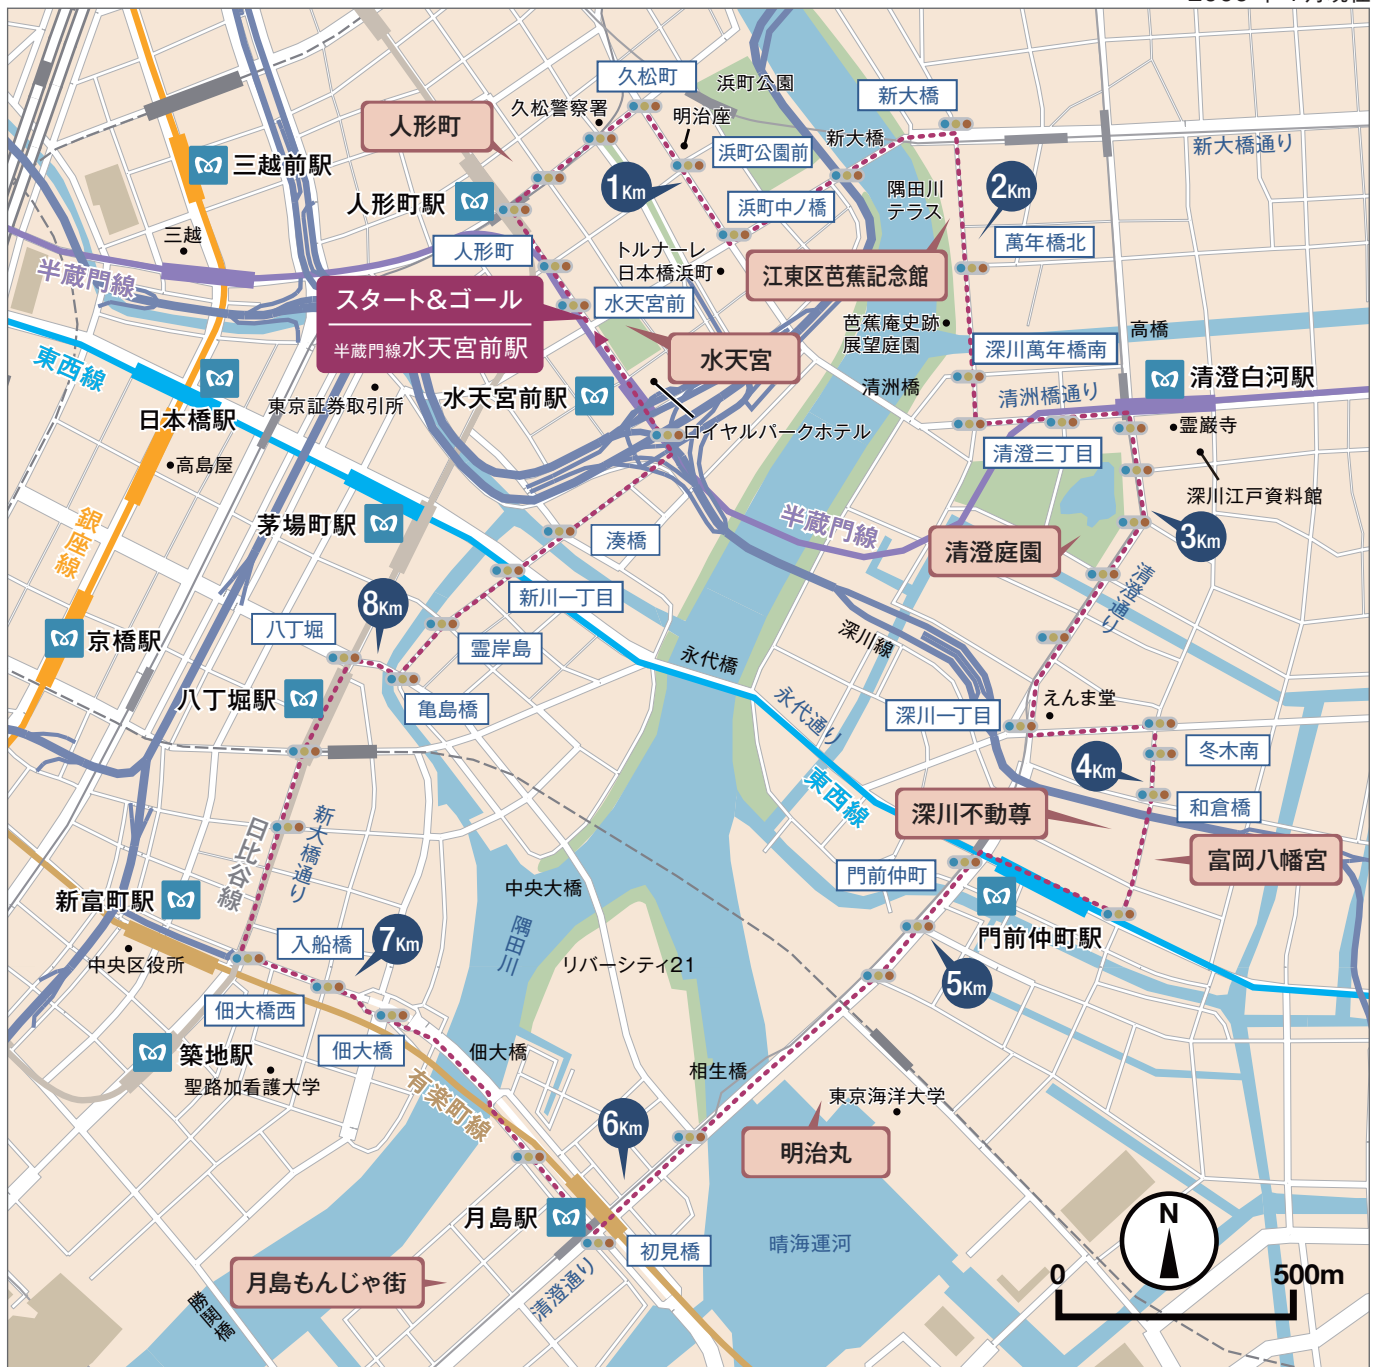 久松町
浜町公園
新大橋
久松警察署
明治座
人形町
新大橋
浜町公園前
新大橋通り
三越前駅
1Km
2Km
隅田川
テラス
人形町駅
浜町中ノ橋
三越
萬年橋北
人形町
トルナーレ
日本橋浜町
江東区芭蕉記念館
半蔵門線
スタート&ゴール
半蔵門線水天宮前駅
水天宮前
芭蕉庵史跡
展望庭園
高橋
東西線
水天宮
深川萬年橋南
清澄白河駅
水天宮前駅
清洲橋
清洲橋通り
東京証券取引所
日本橋駅
ロイヤルパークホテル
霊巌寺
高島屋
清澄三丁目
深川江戸資料館
茅場町駅
銀座線
湊橋
半蔵門線
清澄庭園
3Km
新川一丁目
清澄通り
8Km
八丁堀
霊岸島
京橋駅
深川線
永代橋
八丁堀駅
亀島橋
永代通り
深川一丁目
えんま堂
冬木南
4Km
東西線
和倉橋
深川不動尊
新大橋通り
日比谷線
富岡八幡宮
門前仲町
新富町駅
中央大橋
隅田川
入船橋
7Km
門前仲町駅
中央区役所
リバーシティ21
5Km
佃大橋西
佃大橋
佃大橋
築地駅
聖路加看護大学
有楽町線
相生橋
東京海洋大学
6Km
明治丸
月島駅
初見橋
晴海運河
月島もんじゃ街
清澄通り
勝鬨橋
N
0
500m